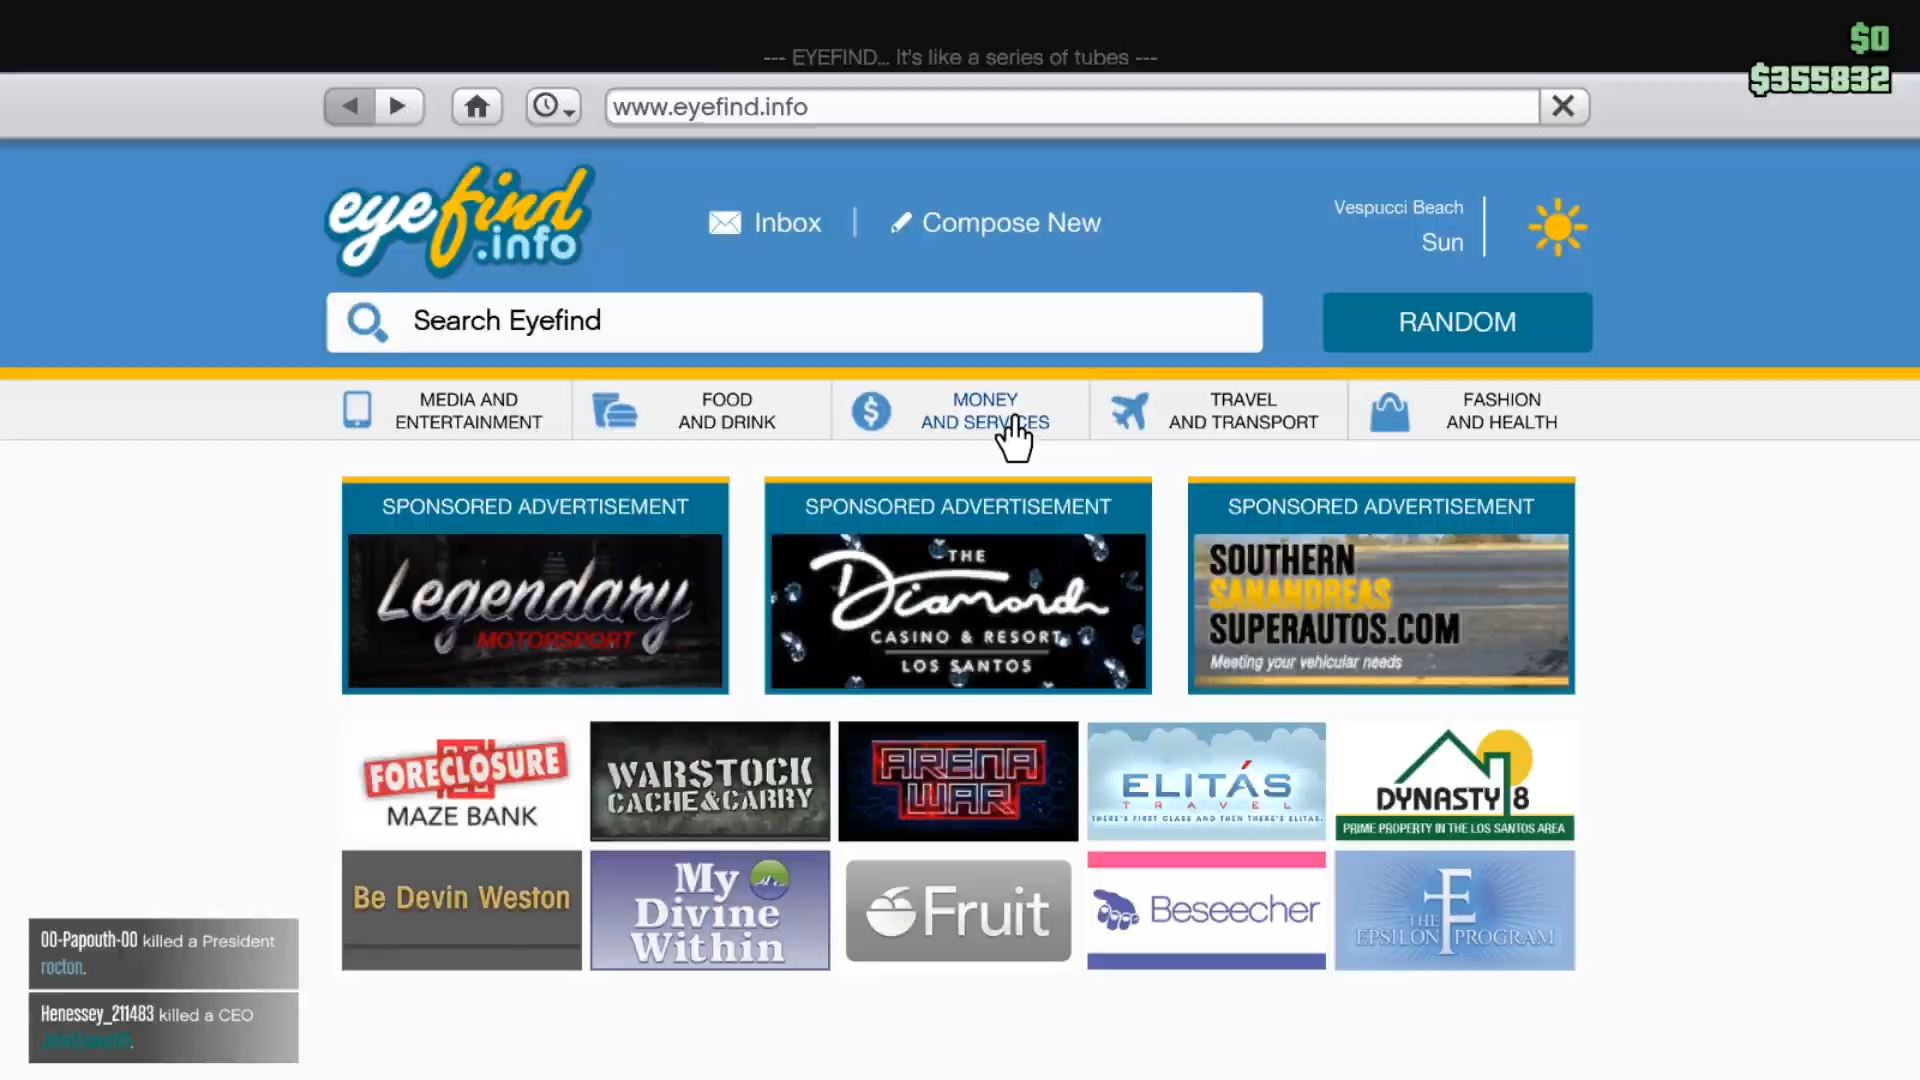 $0
--- EYEFIND... It's like a series of tubes ---
$355832
www.eyefind.info
eyefind
.info
Inbox
Compose New
Vespucci Beach
Sun
Search Eyefind
RANDOM
MEDIA AND
ENTERTAINMENT
FOOD
AND DRINK
MONEY
AND SERVICES
TRAVEL
AND TRANSPORT
FASHION
AND HEALTH
SPONSORED ADVERTISEMENT
Legendary
MOTORSPORT
SPONSORED ADVERTISEMENT
THE
Diamond
CASINO & RESORT
LOS SANTOS
SPONSORED ADVERTISEMENT
SOUTHERN
SANANDREAS
SUPERAUTOS.COM
Meeting your vehicular needs
FORECLOSURE
MAZE BANK
WARSTOCK
CACHE&CARRY
ARENA
WAR
ELITÁS
TRAVEL
THERE'S FIRST CLASS AND THEN THERE'S ELITAS.
DYNASTY 8
PRIME PROPERTY IN THE LOS SANTOS AREA
Be Devin Weston
My
Divine
Within
Fruit
Beseecher
THE
EPSILON PROGRAM
00-Papouth-00 killed a President
rocton.
Henessey_211483 killed a CEO